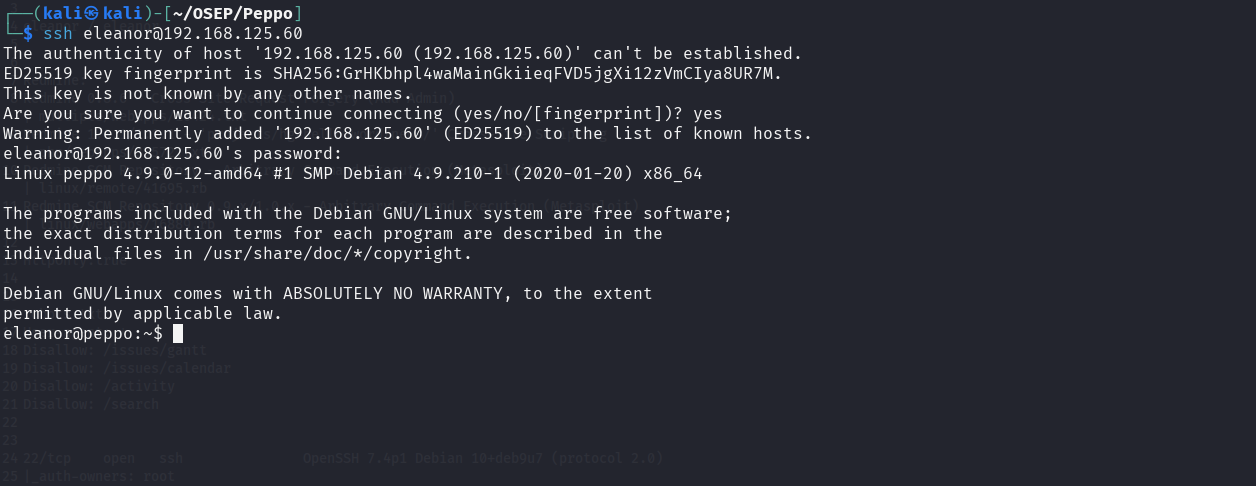 ┌──(kali㉿kali)-[~/OSEP/Peppo]
└─$ ssh eleanor@192.168.125.60
The authenticity of host '192.168.125.60 (192.168.125.60)' can't be established.
ED25519 key fingerprint is SHA256:GrHKbhpl4waMainGkiieqFVD5jgXi12zVmCIya8UR7M.
This key is not known by any other names.
Are you sure you want to continue connecting (yes/no/[fingerprint])? yes
Warning: Permanently added '192.168.125.60' (ED25519) to the list of known hosts.
eleanor@192.168.125.60's password:
Linux peppo 4.9.0-12-amd64 #1 SMP Debian 4.9.210-1 (2020-01-20) x86_64
| linux/remote/41695.rb
The programs included with the Debian GNU/Linux system are free software;
the exact distribution terms for each program are described in the
individual files in /usr/share/doc/*/copyright.
14
Debian GNU/Linux comes with ABSOLUTELY NO WARRANTY, to the extent
permitted by applicable law.
eleanor@peppo:~$
18 Disallow: /issues/gantt
19 Disallow: /issues/calendar
20 Disallow: /activity
21 Disallow: /search
22
23
24 22/tcp open ssh OpenSSH 7.4p1 Debian 10+deb9u7 (protocol 2.0)
25 |_auth-owners: root